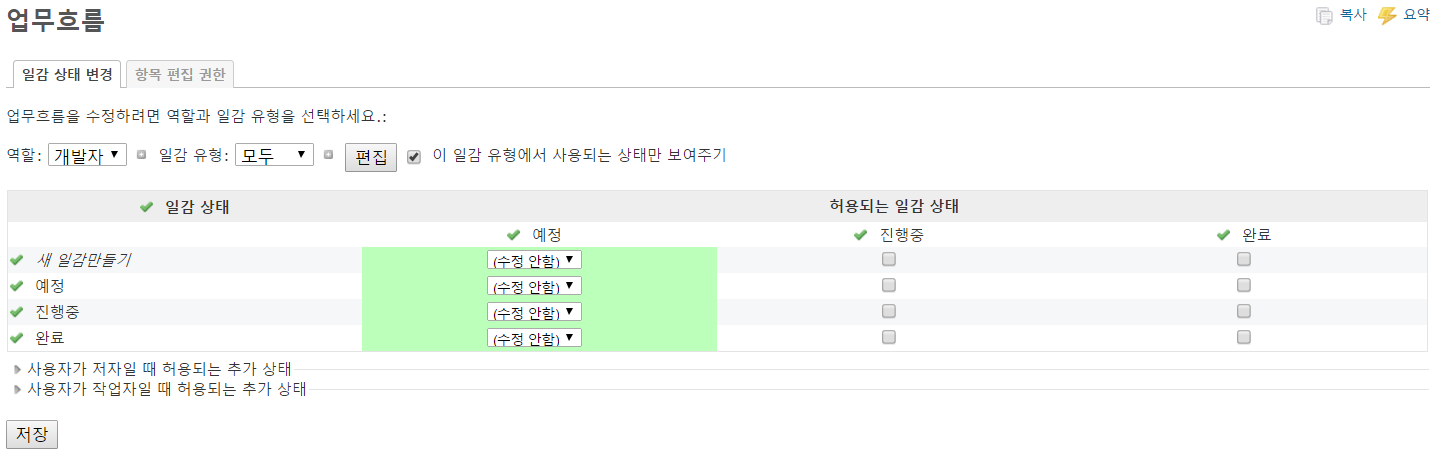 업무흐름
복사 요약
일감 상태 변경 항목 편집 권한
업무흐름을 수정하려면 역할과 일감 유형을 선택하세요.:
역할: 개발자 일감 유형: 모두 편집 이 일감 유형에서 사용되는 상태만 보여주기
일감 상태 허용되는 일감 상태
예정 진행중 완료
새 일감만들기 (수정 안함)
예정 (수정 안함)
진행중 (수정 안함)
완료 (수정 안함)
사용자가 저자일 때 허용되는 추가 상태
사용자가 작업자일 때 허용되는 추가 상태
저장